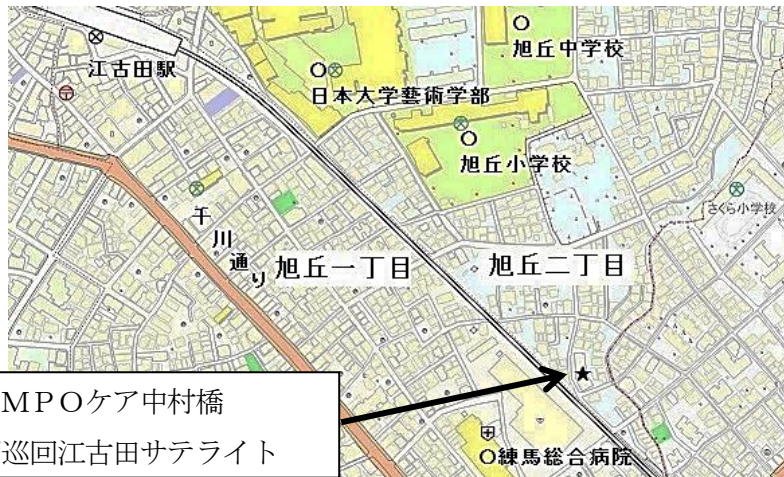 旭丘中学校
江古田駅
日本大学藝術学部
旭丘小学校
さくら小学校
千川通り
旭丘一丁目
旭丘二丁目
MPOケア中村橋
巡回江古田サテライト
練馬総合病院